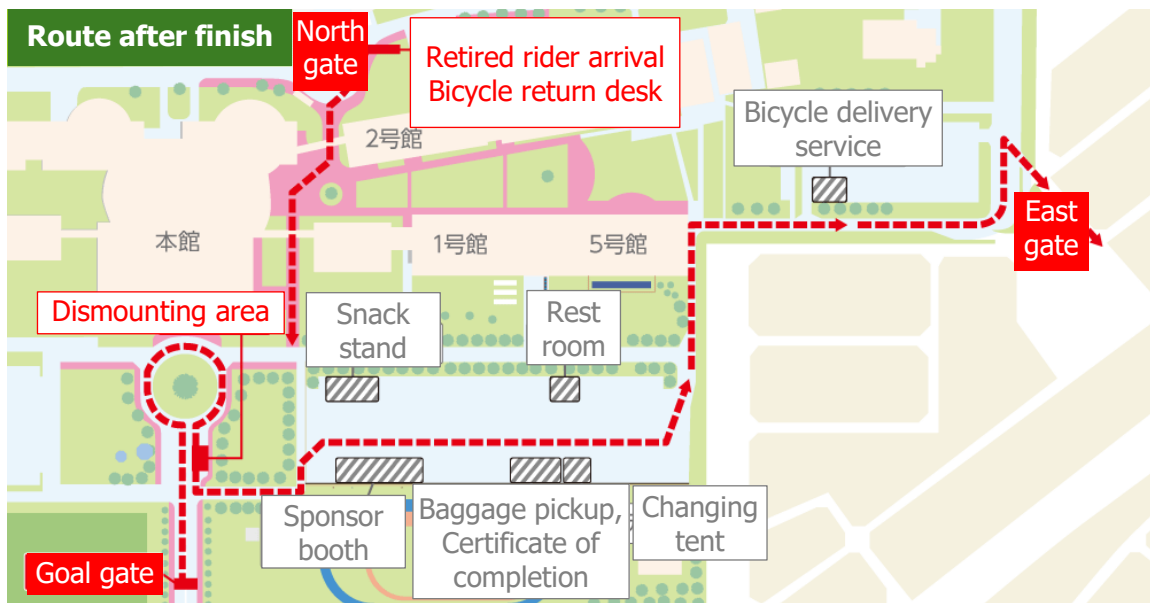 Route after finish
North
gate
Retired rider arrival
Bicycle return desk
2号館
Bicycle delivery
service
本館
1号館
5号館
East
gate
Dismounting area
Snack
stand
Rest
room
Sponsor
booth
Baggage pickup,
Certificate of
completion
Changing
tent
Goal gate